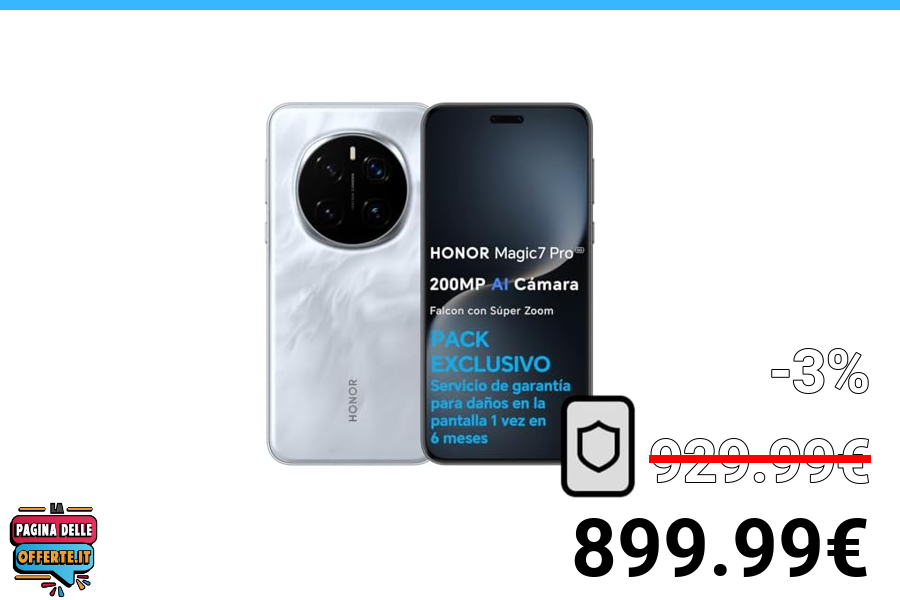 HONOR
HONOR Magic7 Pro
200MP AI Cámara
Falcon con Súper Zoom
PACK
EXCLUSIVO
Servicio de garantía
para daños en la
pantalla 1 vez en
6 meses
-3%
929.99€
899.99€
LA
PAGINA DELLE
OFFERTE.IT